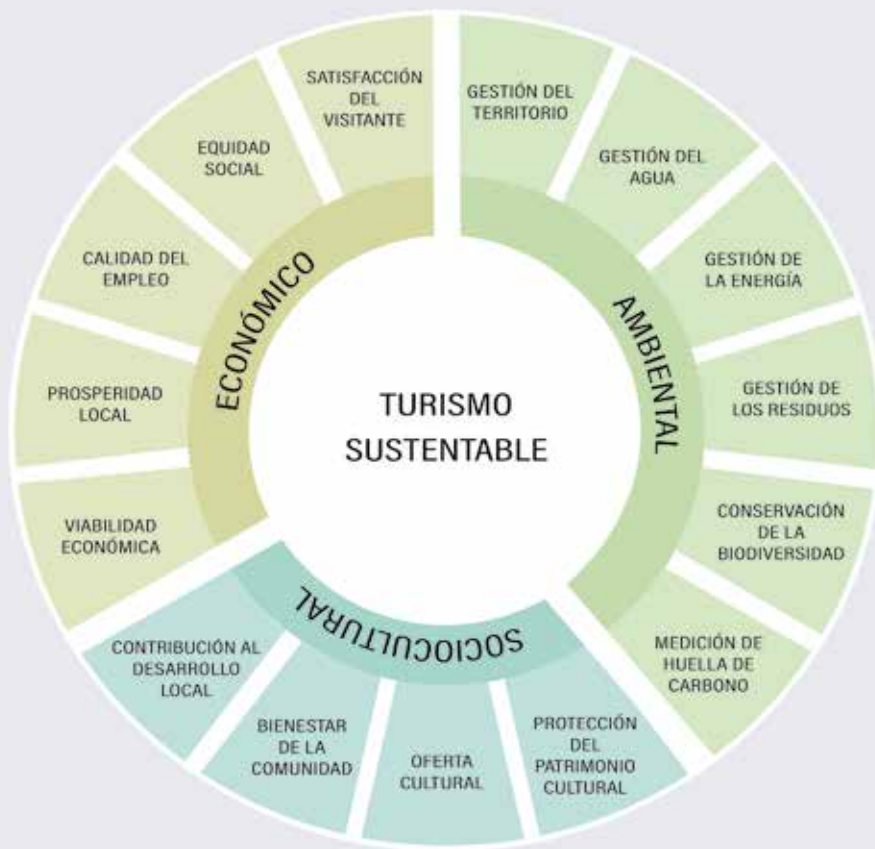 TURISMO
SUSTENTABLE
AMBIENTAL
GESTIÓN DEL
TERRITORIO
GESTIÓN DEL
AGUA
GESTIÓN DE
LA ENERGÍA
GESTIÓN DE
LOS RESIDUOS
CONSERVACIÓN
DE LA
BIODIVERSIDAD
MEDICIÓN DE
HUELLA DE
CARBONO
SOCIOCULTURAL
PROTECCIÓN
DEL
PATRIMONIO
CULTURAL
OFERTA
CULTURAL
BIENESTAR
DE LA
COMUNIDAD
CONTRIBUCIÓN AL
DESARROLLO
LOCAL
ECONÓMICO
VIABILIDAD
ECONÓMICA
PROSPERIDAD
LOCAL
CALIDAD DEL
EMPLEO
EQUIDAD
SOCIAL
SATISFACCIÓN
DEL
VISITANTE